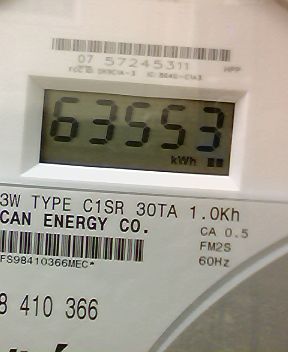 07 57245311
HPP
63553
kWh
3W TYPE C1SR 30TA 1.0Kh
CAN ENERGY CO.
CA 0.5
FM2S
60Hz
FS98410366MEC*
8 410 366